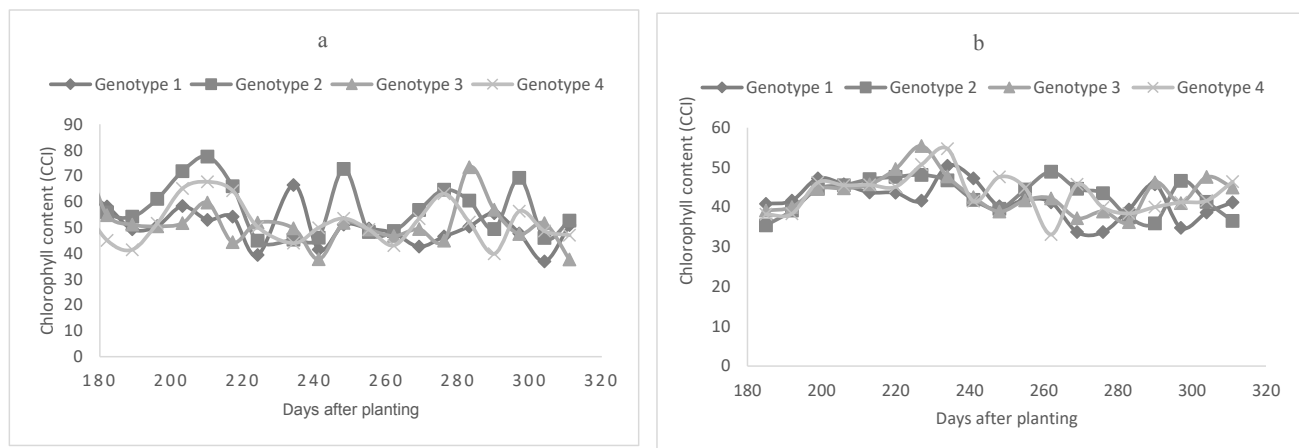 a
Genotype 1 Genotype 2 Genotype 3 Genotype 4
Chlorophyll content (CCI)
90
80
70
60
50
40
30
20
10
0
180 200 220 240 260 280 300 320
Days after planting
b
Genotype 1 Genotype 2 Genotype 3 Genotype 4
Chlorophyll content (CCI)
60
50
40
30
20
10
0
180 200 220 240 260 280 300 320
Days after planting